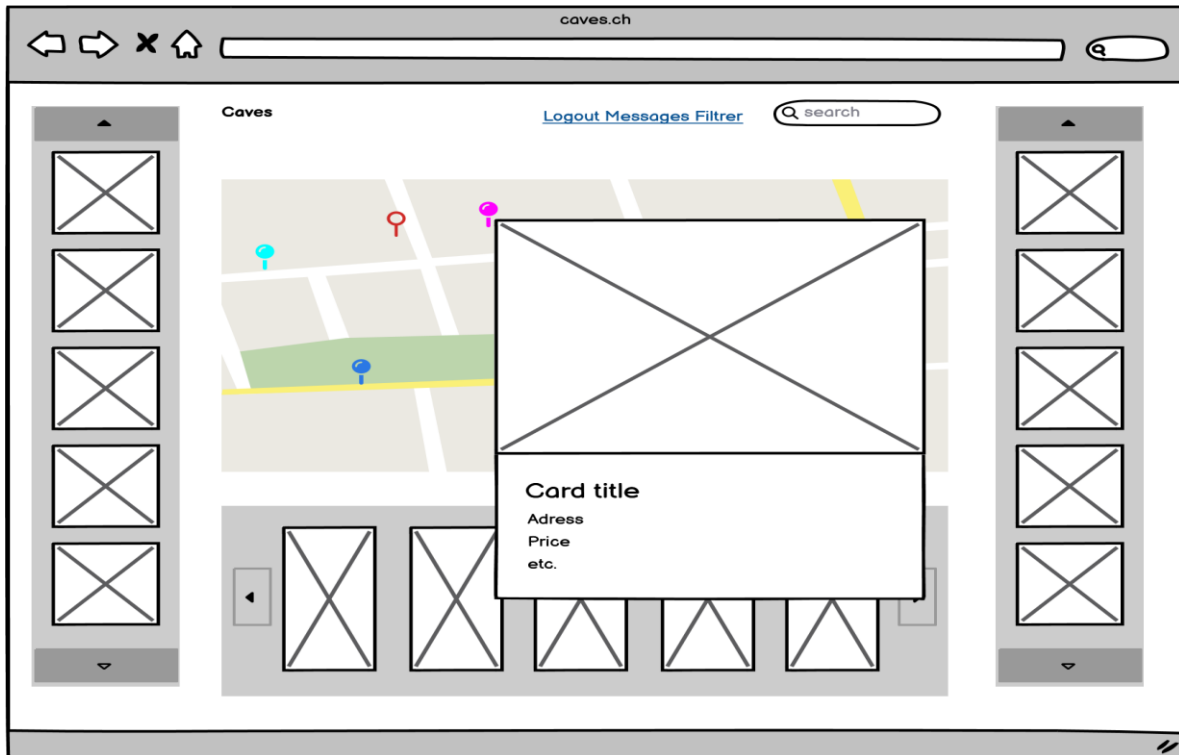 caves.ch
Caves
Logout Messages Filtrer
search
Card title
Adress
Price
etc.